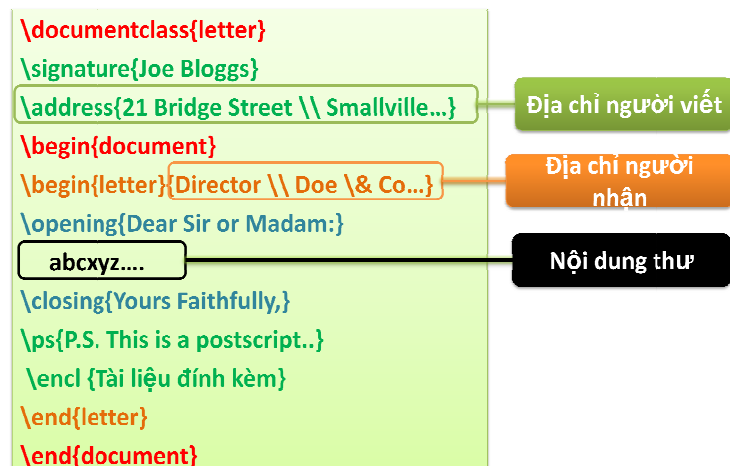 \documentclass{letter}
\signature{Joe Bloggs}
\address{21 Bridge Street \\ Smallville…}
Địa chỉ người viết
\begin{document}
\begin{letter}{Director \\ Doe \& Co…}
Địa chỉ người
nhận
\opening{Dear Sir or Madam:}
abcxyz….
Nội dung thư
\closing{Yours Faithfully,}
\ps{P.S. This is a postscript..}
\encl {Tài liệu đính kèm}
\end{letter}
\end{document}